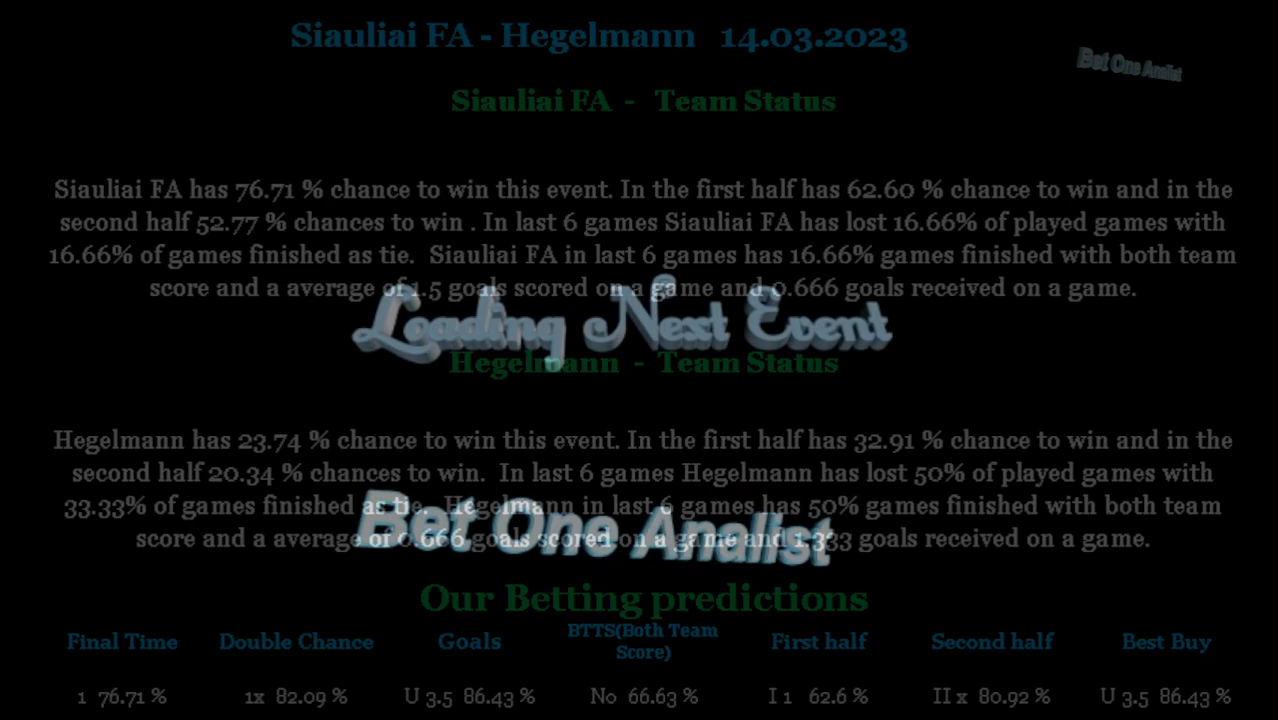 Siauliai FA - Hegelmann 14.03.2023
Bet One Analist
Siauliai FA - Team Status
Siauliai FA has 76.71 % chance to win this event. In the first half has 62.60 % chance to win and in the
second half 52.77 % chances to win . In last 6 games Siauliai FA has lost 16.66% of played games with
16.66% of games finished as tie. Siauliai FA in last 6 games has 16.66% games finished with both team
score and a average of 1.5 goals scored on a game and 0.666 goals received on a game.
Loading Next Event
Hegelmann - Team Status
Hegelmann has 23.74 % chance to win this event. In the first half has 32.91 % chance to win and in the
second half 20.34 % chances to win. In last 6 games Hegelmann has lost 50% of played games with
33.33% of games finished as tie. Hegelmann in last 6 games has 50% games finished with both team
Bet One Analist
score and a average of 0.666 goals scored on a game and 1.333 goals received on a game.
Our Betting predictions
Final Time Double Chance Goals BTTS(Both Team Score) First half Second half Best Buy
1 76.71 % 1x 82.09 % U 3.5 86.43 % No 66.63 % I 1 62.6 % II x 80.92 % U 3.5 86.43 %